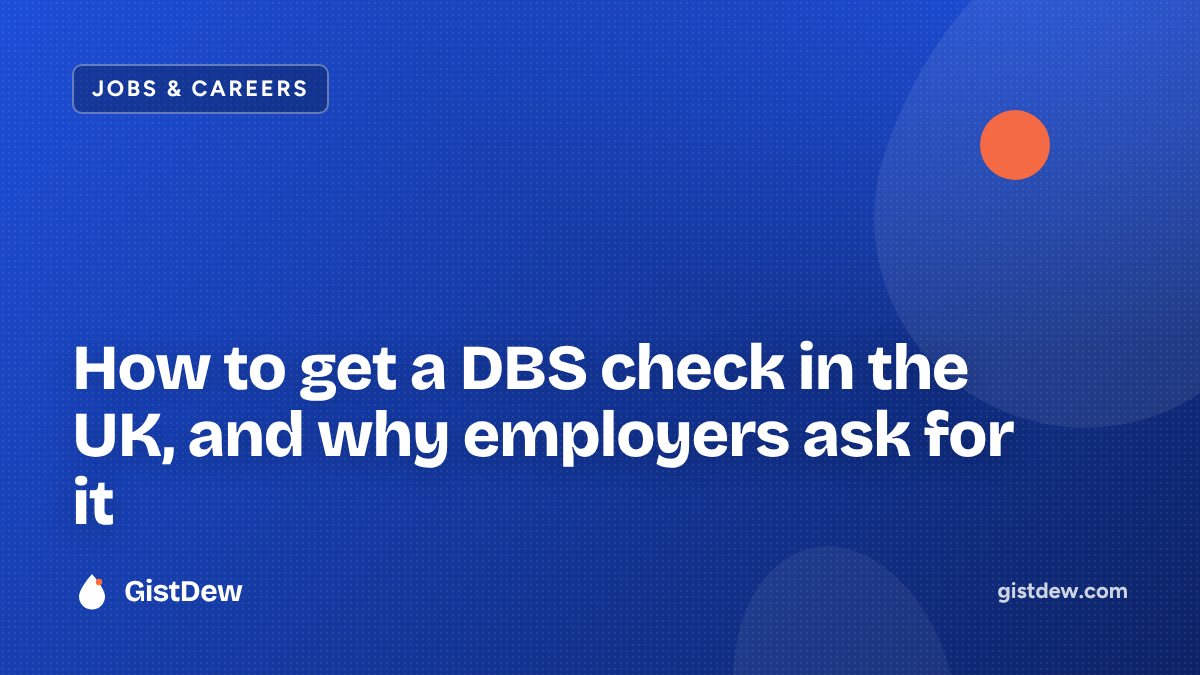 JOBS & CAREERS
How to get a DBS check in the
UK, and why employers ask for
it
GistDew
gistdew.com